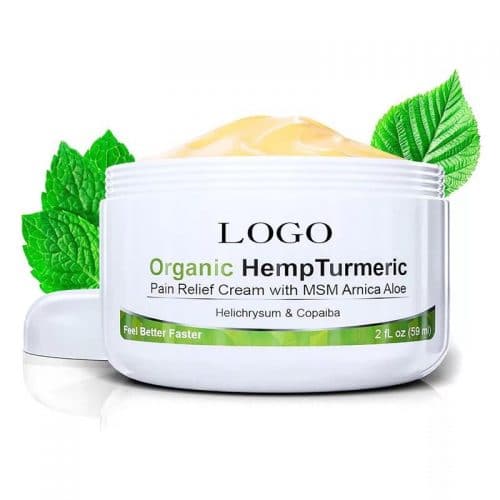 LOGO
Organic HempTurmeric
Pain Relief Cream with MSM Arnica Aloe
Helichrysum & Copaiba
Feel Better Faster
2 fL oz (59 ml)